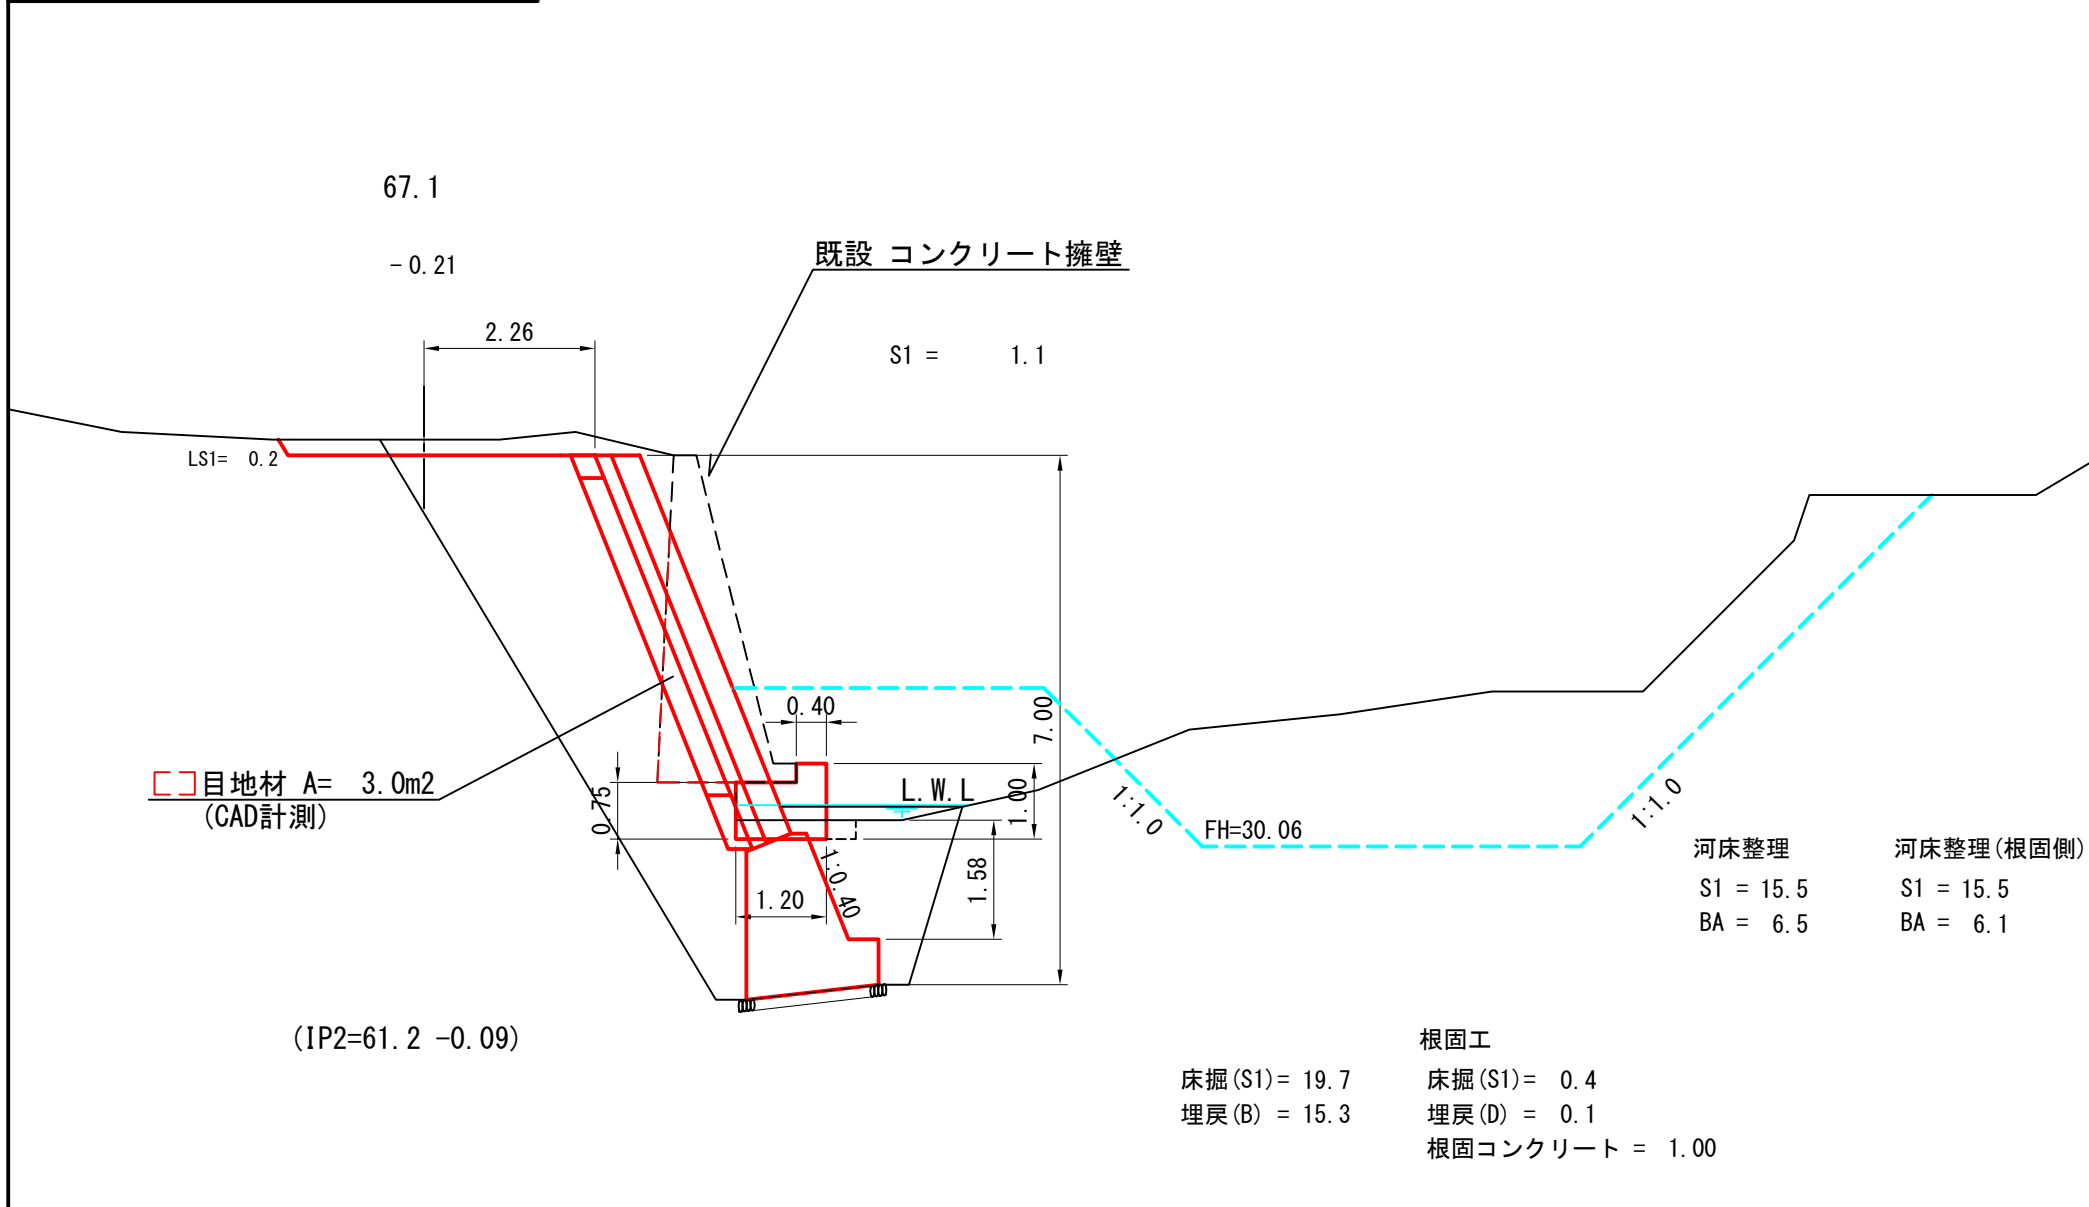 67.1
-0.21
既設 コンクリート擁壁
2.26
S1 = 1.1
LS1= 0.2
0.40
7.00
目地材 A= 3.0m2
(CAD計測)
0.75
L.W.L
1.00
1:1.0
1:1.0
FH=30.06
1:0.40
1.58
1.20
河床整理
S1 = 15.5
BA = 6.5
河床整理(根固側)
S1 = 15.5
BA = 6.1
(IP2=61.2 -0.09)
床掘(S1)= 19.7
埋戻(B) = 15.3
根固工
床掘(S1)= 0.4
埋戻(D) = 0.1
根固コンクリート = 1.00